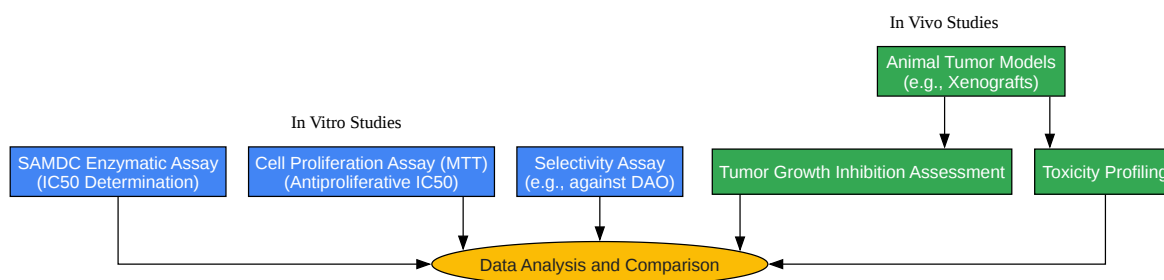 In Vivo Studies
Animal Tumor Models
(e.g., Xenografts)
In Vitro Studies
SAMDC Enzymatic Assay
(IC50 Determination)
Cell Proliferation Assay (MTT)
(Antiproliferative IC50)
Selectivity Assay
(e.g., against DAO)
Tumor Growth Inhibition Assessment
Toxicity Profiling
Data Analysis and Comparison